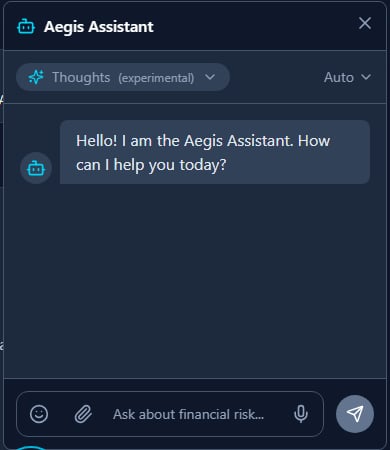 Aegis Assistant
Thoughts (experimental)
Auto
Hello! I am the Aegis Assistant. How
can I help you today?
Ask about financial risk...